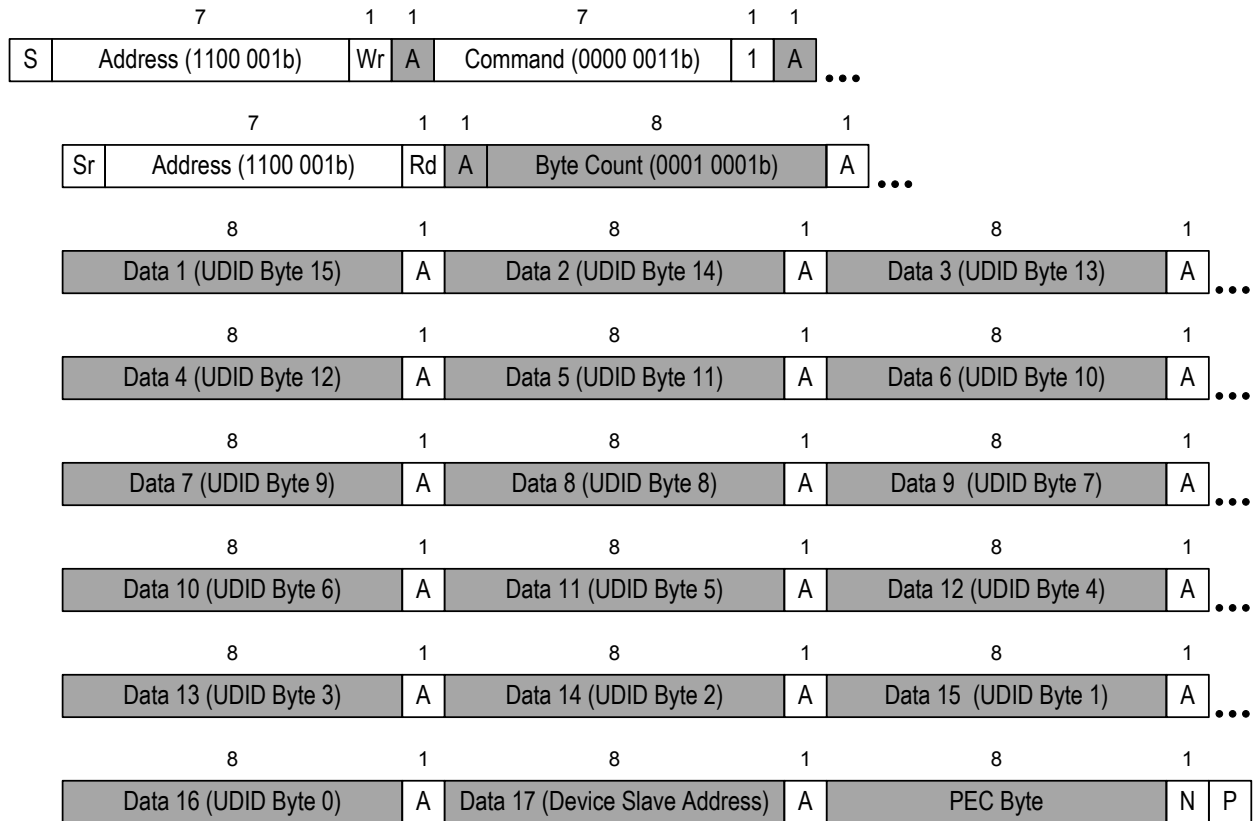 7 1 1 7 1 1
S Address (1100 001b) Wr A Command (0000 0011b) 1 A ...
7 1 1 8 1
Sr Address (1100 001b) Rd A Byte Count (0001 0001b) A ...
8 1 8 1 8 1
Data 1 (UDID Byte 15) A Data 2 (UDID Byte 14) A Data 3 (UDID Byte 13) A ...
8 1 8 1 8 1
Data 4 (UDID Byte 12) A Data 5 (UDID Byte 11) A Data 6 (UDID Byte 10) A ...
8 1 8 1 8 1
Data 7 (UDID Byte 9) A Data 8 (UDID Byte 8) A Data 9 (UDID Byte 7) A ...
8 1 8 1 8 1
Data 10 (UDID Byte 6) A Data 11 (UDID Byte 5) A Data 12 (UDID Byte 4) A ...
8 1 8 1 8 1
Data 13 (UDID Byte 3) A Data 14 (UDID Byte 2) A Data 15 (UDID Byte 1) A ...
8 1 8 1 8 1
Data 16 (UDID Byte 0) A Data 17 (Device Slave Address) A PEC Byte N P